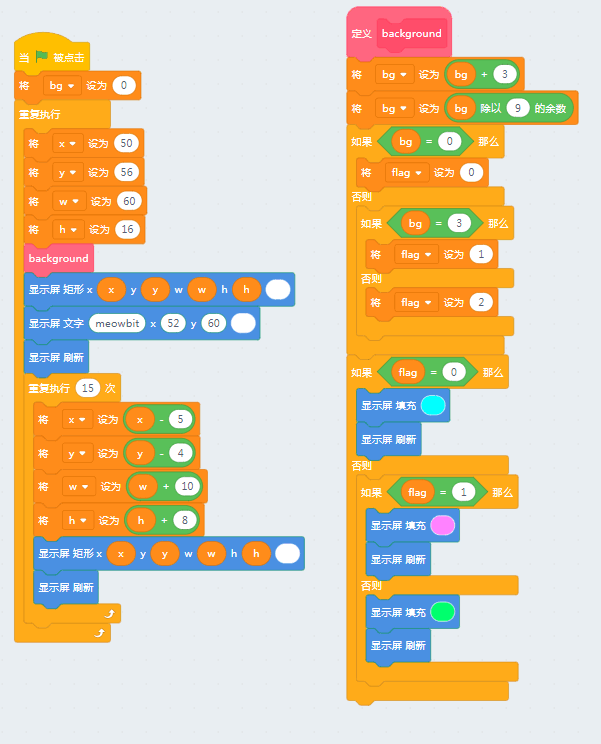 当 被点击
将 bg 设为 0
重复执行
将 x 设为 50
将 y 设为 56
将 w 设为 60
将 h 设为 16
background
显示屏 矩形 x x y y w w h h
显示屏 文字 meowbit x 52 y 60
显示屏 刷新
重复执行 15 次
将 x 设为 x - 5
将 y 设为 y - 4
将 w 设为 w + 10
将 h 设为 h + 8
显示屏 矩形 x x y y w w h h
显示屏 刷新
定义 background
将 bg 设为 bg + 3
将 bg 设为 bg 除以 9 的余数
如果 bg = 0 那么
将 flag 设为 0
否则
如果 bg = 3 那么
将 flag 设为 1
否则
将 flag 设为 2
如果 flag = 0 那么
显示屏 填充
显示屏 刷新
否则
如果 flag = 1 那么
显示屏 填充
显示屏 刷新
否则
显示屏 填充
显示屏 刷新